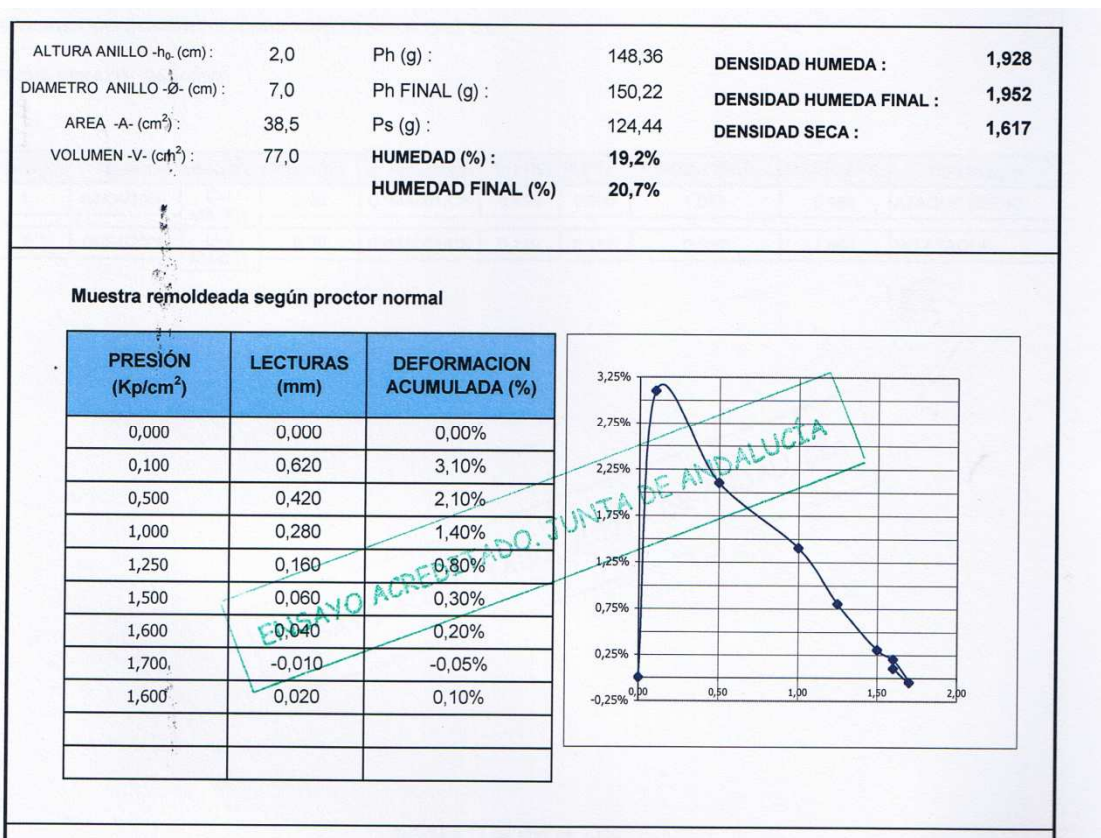 ALTURA ANILLO -h₀- (cm) : 2,0 Ph (g) : 148,36 DENSIDAD HUMEDA : 1,928
DIAMETRO ANILLO -Ø- (cm) : 7,0 Ph FINAL (g) : 150,22 DENSIDAD HUMEDA FINAL : 1,952
AREA -A- (cm²) : 38,5 Ps (g) : 124,44 DENSIDAD SECA : 1,617
VOLUMEN -V- (cm²) : 77,0 HUMEDAD (%) : 19,2%
HUMEDAD FINAL (%) 20,7%
Muestra remoldeada según proctor normal
PRESIÓN (Kp/cm²) LECTURAS (mm) DEFORMACION ACUMULADA (%)
0,000 0,000 0,00%
0,100 0,620 3,10%
0,500 0,420 2,10%
1,000 0,280 1,40%
1,250 0,160 0,80%
1,500 0,060 0,30%
1,600 0,040 0,20%
1,700, -0,010 -0,05%
1,600 0,020 0,10%
3,25%
2,75%
2,25%
1,75%
1,25%
0,75%
0,25%
-0,25%
0,00 0,50 1,00 1,50 2,00
ENSAYO ACREDITADO. JUNTA DE ANDALUCÍA